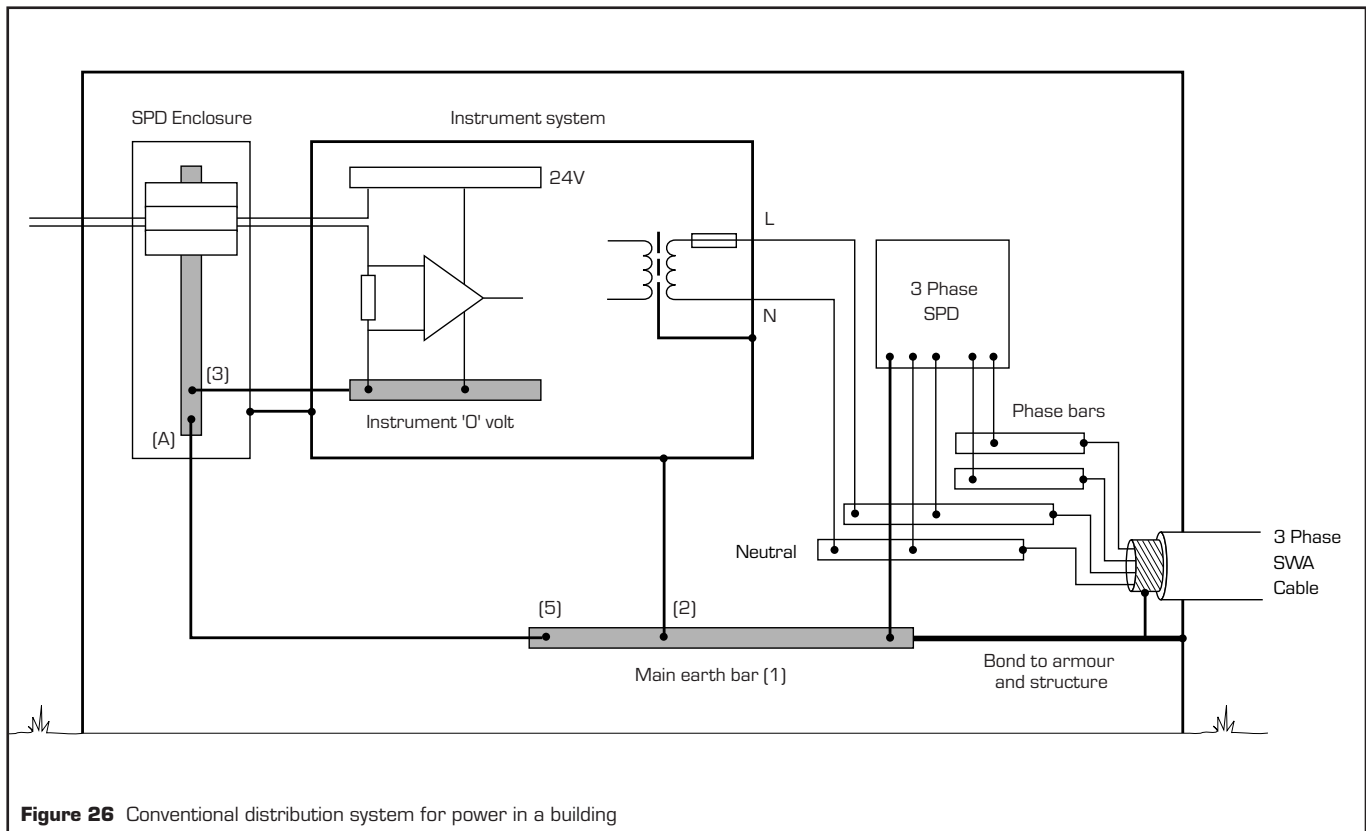 SPD Enclosure
Instrument system
24V
L
N
3 Phase
SPD
(3)
Instrument '0' volt
Phase bars
(A)
Neutral
3 Phase
SWA
Cable
(5)
(2)
Main earth bar (1)
Bond to armour
and structure
Figure 26 Conventional distribution system for power in a building